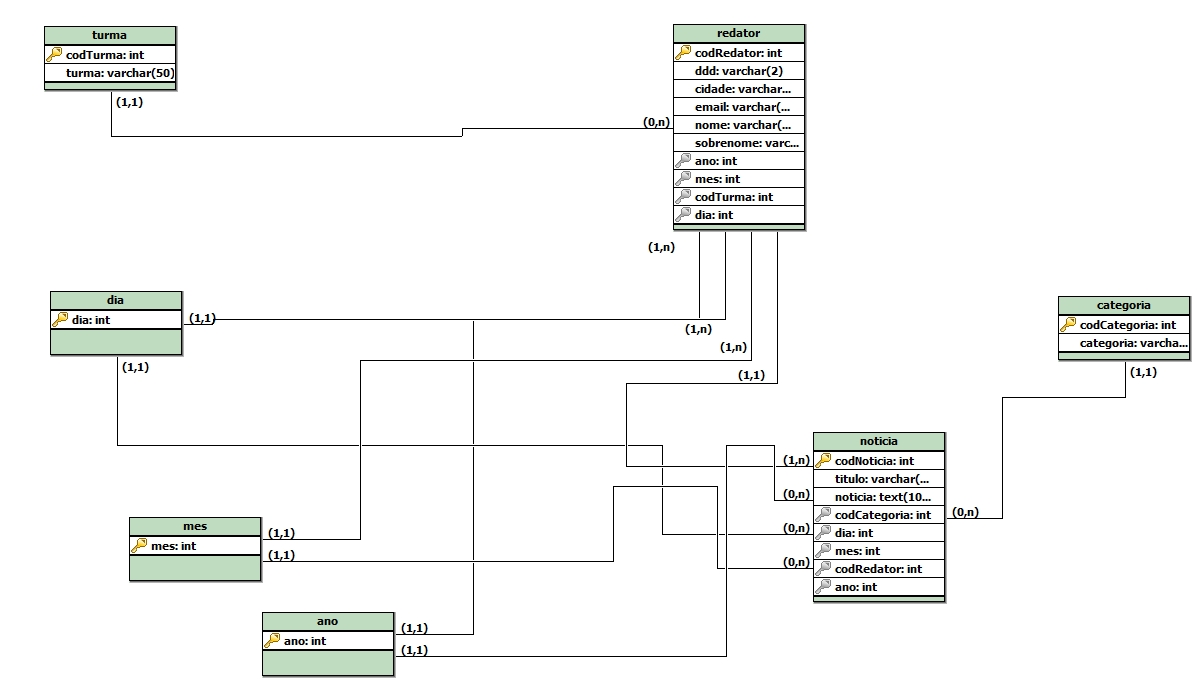 turma
codTurma: int
turma: varchar(50)
(1,1)
redator
codRedator: int
ddd: varchar(2)
cidade: varchar...
email: varchar(...
nome: varchar(...
sobrenome: varc...
ano: int
mes: int
codTurma: int
dia: int
(0,n)
(1,n)
(1,n)
(1,n)
(1,1)
dia
dia: int
(1,1)
(1,1)
categoria
codCategoria: int
categoria: varcha...
(1,1)
noticia
codNoticia: int
titulo: varchar(...
noticia: text(10...
codCategoria: int
dia: int
mes: int
codRedator: int
ano: int
(1,n)
(0,n)
(0,n)
(0,n)
(0,n)
mes
mes: int
(1,1)
(1,1)
ano
ano: int
(1,1)
(1,1)